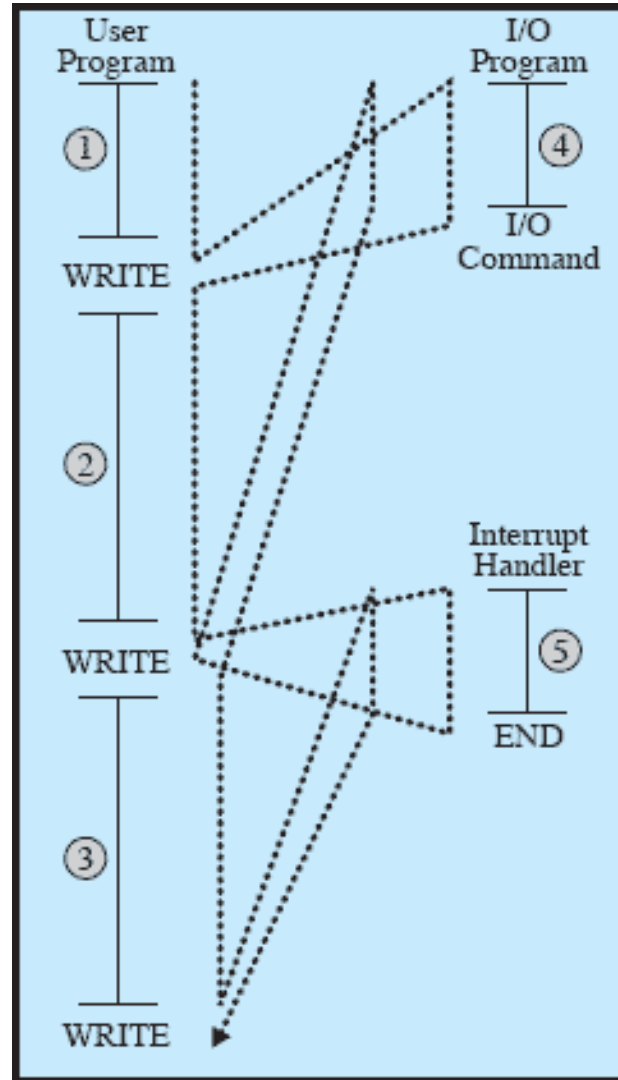 User
Program
I/O
Program
1
4
WRITE
I/O
Command
2
Interrupt
Handler
WRITE
5
END
3
WRITE